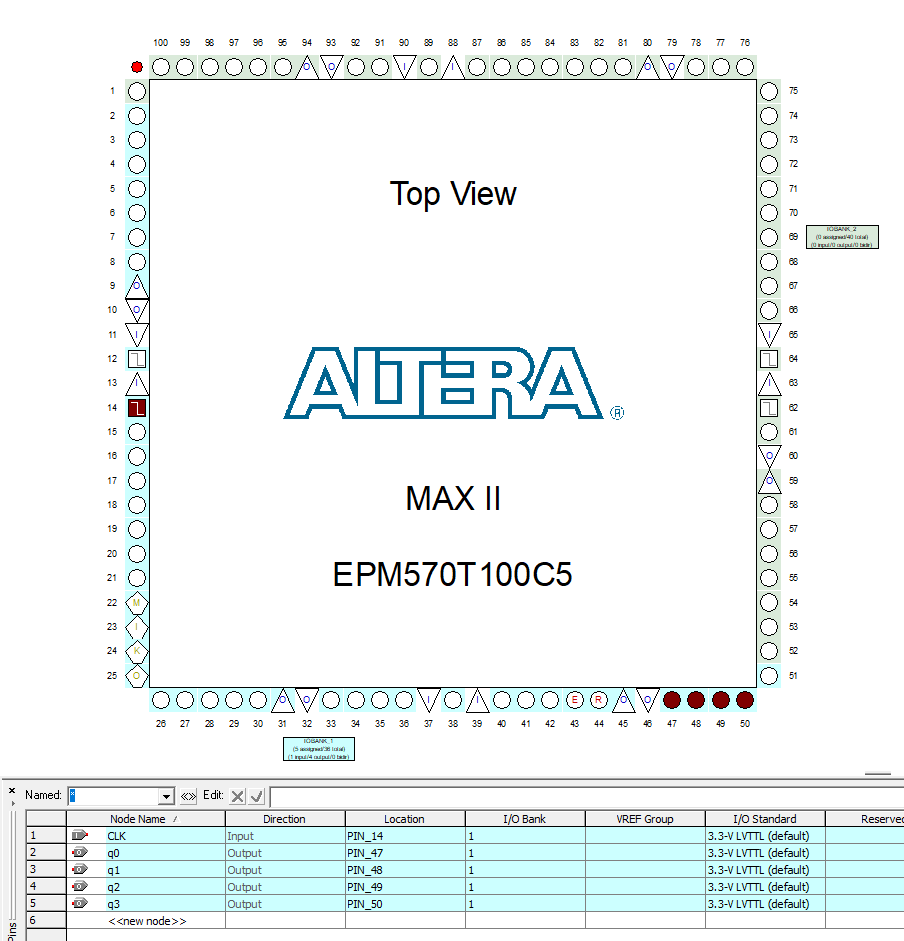 100 99 98 97 96 95 94 93 92 91 90 89 88 87 86 85 84 83 82 81 80 79 78 77 76
O O I I O O
1 75
2 74
3 73
4 72
Top View
5 71
6 70
7 69
IOBANK_2
(0 assigned/40 total)
(0 input/0 output/0 bidir)
8 68
9 O 67
10 O 66
11 I I 65
12 64
13 I I 63
14 62
ALTERA ®
15 61
16 O 60
17 O 59
18 58
MAX II
19 57
20 56
21 55
EPM570T100C5
22 M 54
23 I 53
24 K 52
25 O 51
O O I I E R O O
26 27 28 29 30 31 32 33 34 35 36 37 38 39 40 41 42 43 44 45 46 47 48 49 50
IOBANK_1
(5 assigned/36 total)
(1 input/4 output/0 bidir)
Named: * <<>> Edit:
Node Name Direction Location I/O Bank VREF Group I/O Standard Reserved
1 CLK Input PIN_14 1 3.3-V LVTTL (default)
2 q0 Output PIN_47 1 3.3-V LVTTL (default)
3 q1 Output PIN_48 1 3.3-V LVTTL (default)
4 q2 Output PIN_49 1 3.3-V LVTTL (default)
5 q3 Output PIN_50 1 3.3-V LVTTL (default)
6 <<new node>>
Pins